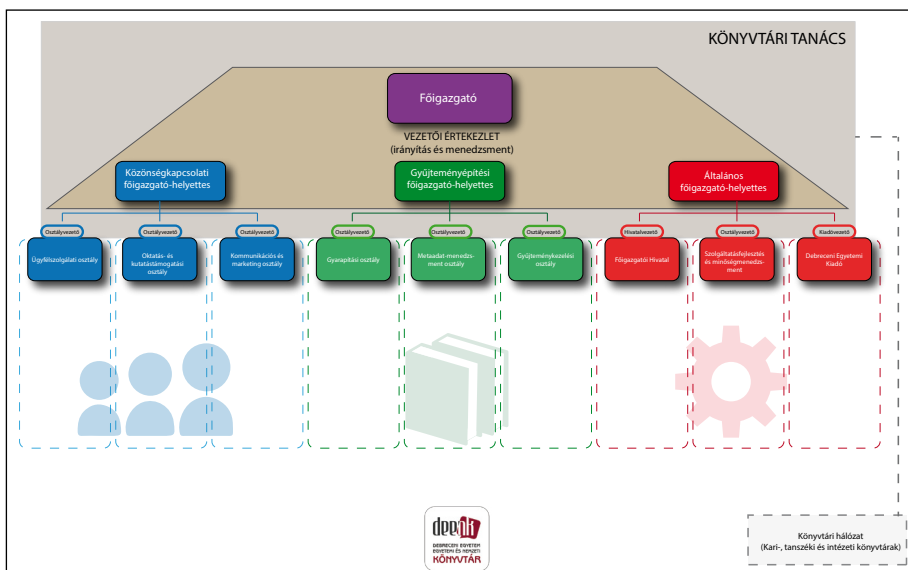 KÖNYVTÁRI TANÁCS
Főigazgató
VEZETŐI ÉRTEKEZLET
(irányítás és menedzsment)
Közönségkapcsolati
főigazgató-helyettes
Gyűjteményépítési
főigazgató-helyettes
Általános
főigazgató-helyettes
Osztályvezető
Osztályvezető
Osztályvezető
Osztályvezető
Osztályvezető
Osztályvezető
Hivatalvezető
Osztályvezető
Kiadóvezető
Ügyfélszolgálati osztály
Oktatás- és
kutatástámogatási
osztály
Kommunikációs és
marketing osztály
Gyarapítási osztály
Metaadat-menedzs-
ment osztály
Gyűjteménykezelési
osztály
Főigazgatói Hivatal
Szolgáltatásfejlesztés
és minőségmenedzs-
ment
Debreceni Egyetemi
Kiadó
Könyvtári hálózat
(Kari-, tanszéki és intézeti könyvtárak)
deenk
DEBRECENI EGYETEM
EGYETEMI ÉS NEMZETI
KÖNYVTÁR